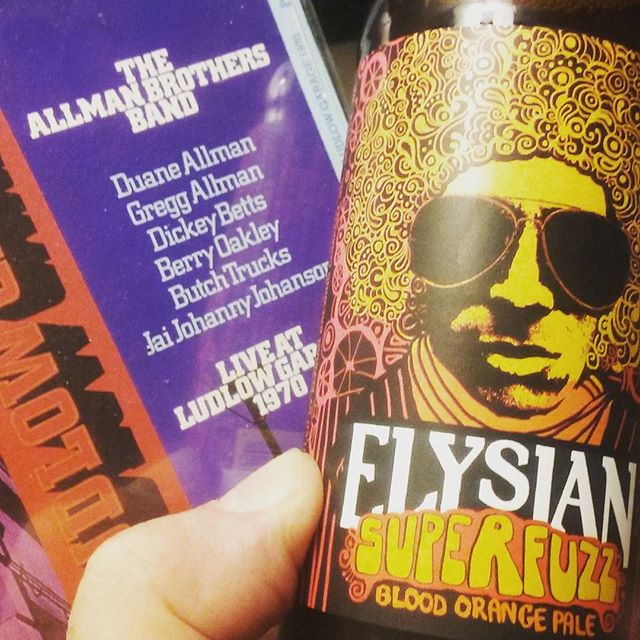 THE
ALLMAN BROTHERS
BAND
Duane Allman
Gregg Allman
Dickey Betts
Berry Oakley
Butch Trucks
Jai Johanny Johanson
LIVE AT
LUDLOW GAR
1970
ELYSIAN
SUPERFUZZ
BLOOD ORANGE PALE